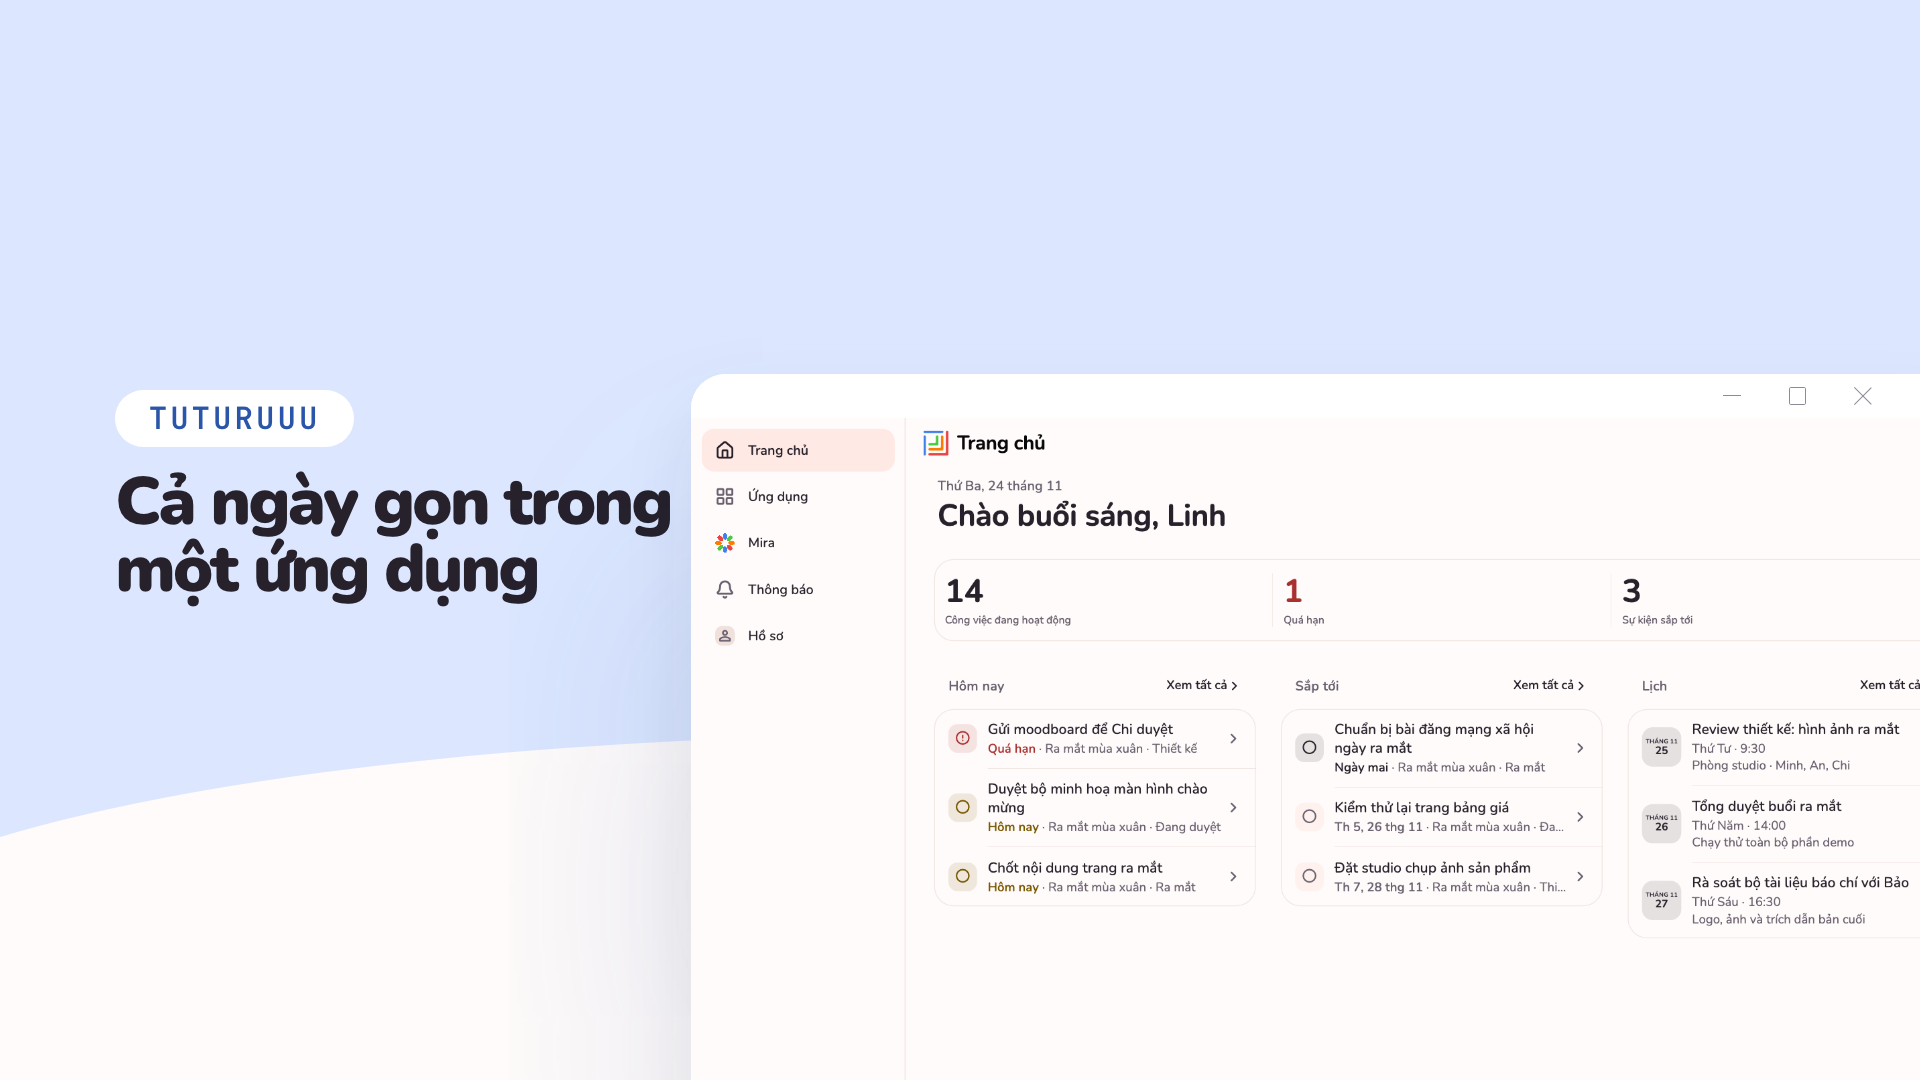 TUTURUUU
Cả ngày gọn trong
một ứng dụng
Trang chủ
Ứng dụng
Mira
Thông báo
Hồ sơ
Trang chủ
Thứ Ba, 24 tháng 11
Chào buổi sáng, Linh
14
Công việc đang hoạt động
1
Quá hạn
3
Sự kiện sắp tới
Hôm nay
Xem tất cả
Gửi moodboard để Chi duyệt
Quá hạn · Ra mắt mùa xuân · Thiết kế
Duyệt bộ minh hoạ màn hình chào
mừng
Hôm nay · Ra mắt mùa xuân · Đang duyệt
Chốt nội dung trang ra mắt
Hôm nay · Ra mắt mùa xuân · Ra mắt
Sắp tới
Xem tất cả
Chuẩn bị bài đăng mạng xã hội
ngày ra mắt
Ngày mai · Ra mắt mùa xuân · Ra mắt
Kiểm thử lại trang bảng giá
Th 5, 26 thg 11 · Ra mắt mùa xuân · Đa...
Đặt studio chụp ảnh sản phẩm
Th 7, 28 thg 11 · Ra mắt mùa xuân · Thi...
Lịch
Xem tất cả
THÁNG 11
25
Review thiết kế: hình ảnh ra mắt
Thứ Tư · 9:30
Phòng studio · Minh, An, Chi
THÁNG 11
26
Tổng duyệt buổi ra mắt
Thứ Năm · 14:00
Chạy thử toàn bộ phần demo
THÁNG 11
27
Rà soát bộ tài liệu báo chí với Bảo
Thứ Sáu · 16:30
Logo, ảnh và trích dẫn bản cuối